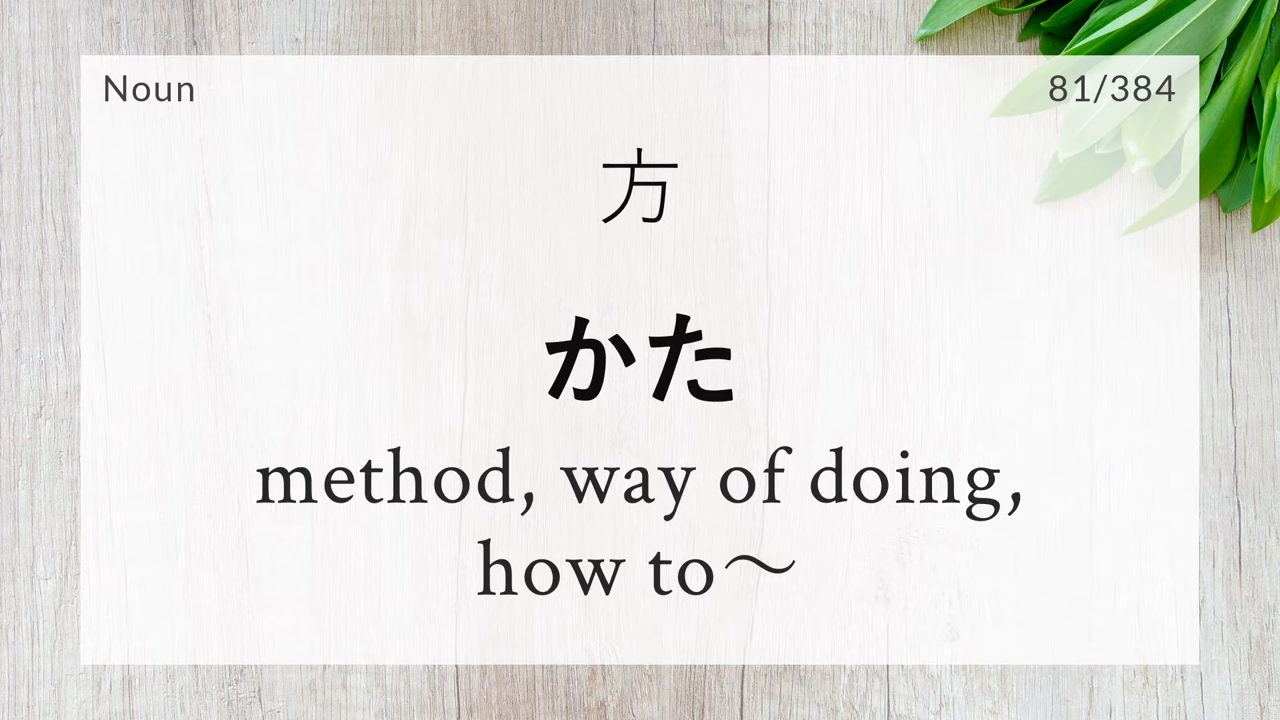 Noun
81/384
方
かた
method, way of doing,
how to〜